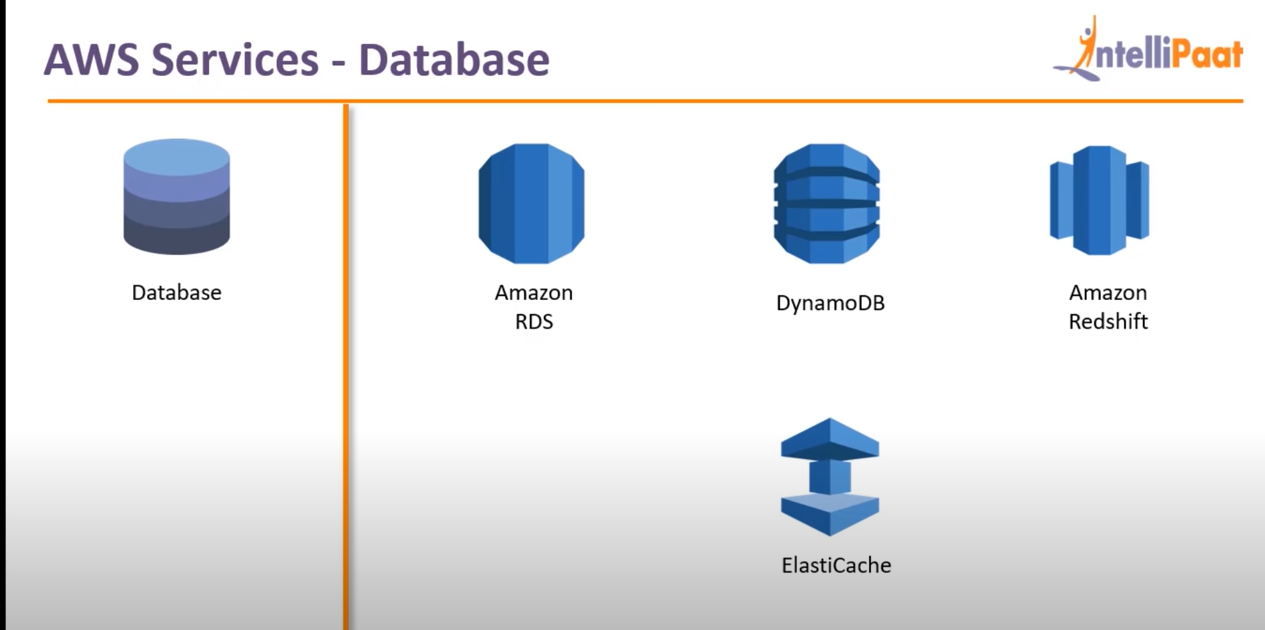 AWS Services - Database
IntelliPaat
Database
Amazon
RDS
DynamoDB
Amazon
Redshift
ElastiCache